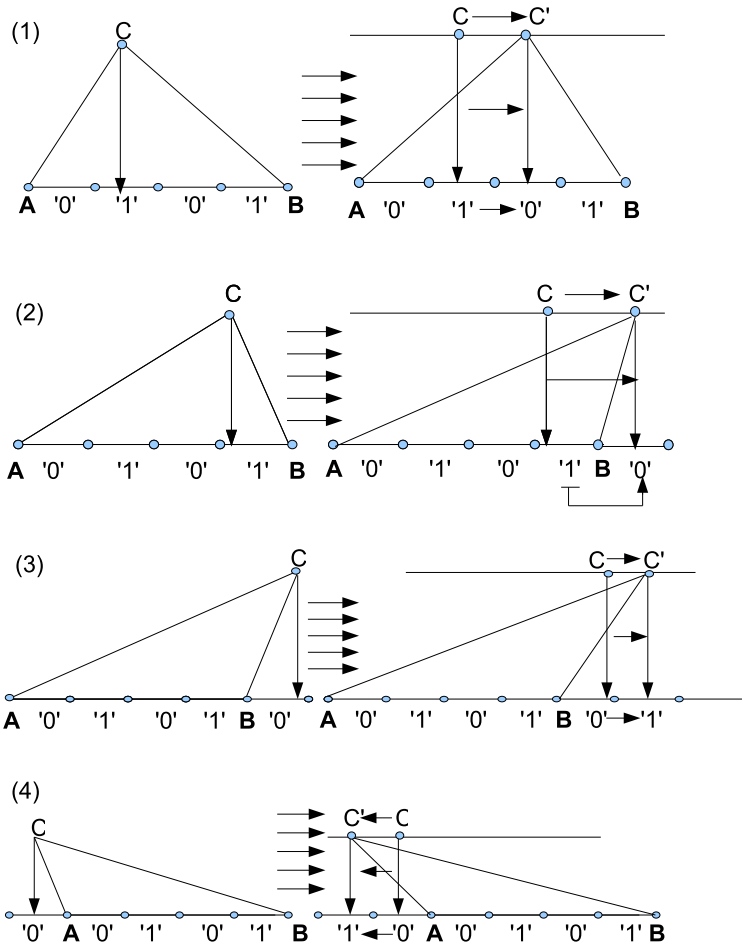 (1)
C
C C'
A '0' '1' '0' '1' B
A '0' '1' '0' '1' B
(2)
C
C C'
A '0' '1' '0' '1' B
A '0' '1' '0' '1' B '0'
(3)
C
C C'
A '0' '1' '0' '1' B '0'
A '0' '1' '0' '1' B '0' '1'
(4)
C
C' C
'0' A '0' '1' '0' '1' B
'1' '0' A '0' '1' '0' '1' B